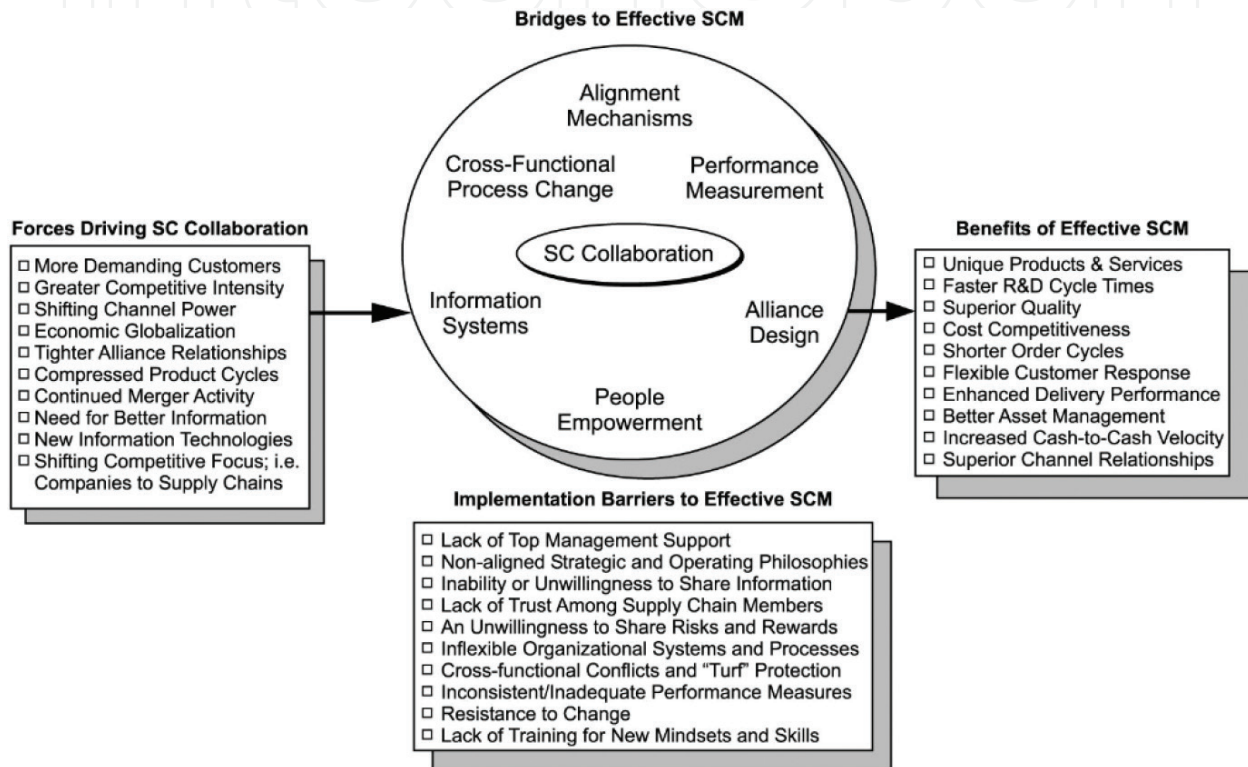 Bridges to Effective SCM
Alignment
Mechanisms
Cross-Functional
Process Change
Performance
Measurement
SC Collaboration
Information
Systems
Alliance
Design
People
Empowerment
Forces Driving SC Collaboration
☐ More Demanding Customers
☐ Greater Competitive Intensity
☐ Shifting Channel Power
☐ Economic Globalization
☐ Tighter Alliance Relationships
☐ Compressed Product Cycles
☐ Continued Merger Activity
☐ Need for Better Information
☐ New Information Technologies
☐ Shifting Competitive Focus; i.e.
Companies to Supply Chains
Benefits of Effective SCM
☐ Unique Products & Services
☐ Faster R&D Cycle Times
☐ Superior Quality
☐ Cost Competitiveness
☐ Shorter Order Cycles
☐ Flexible Customer Response
☐ Enhanced Delivery Performance
☐ Better Asset Management
☐ Increased Cash-to-Cash Velocity
☐ Superior Channel Relationships
Implementation Barriers to Effective SCM
☐ Lack of Top Management Support
☐ Non-aligned Strategic and Operating Philosophies
☐ Inability or Unwillingness to Share Information
☐ Lack of Trust Among Supply Chain Members
☐ An Unwillingness to Share Risks and Rewards
☐ Inflexible Organizational Systems and Processes
☐ Cross-functional Conflicts and “Turf” Protection
☐ Inconsistent/Inadequate Performance Measures
☐ Resistance to Change
☐ Lack of Training for New Mindsets and Skills